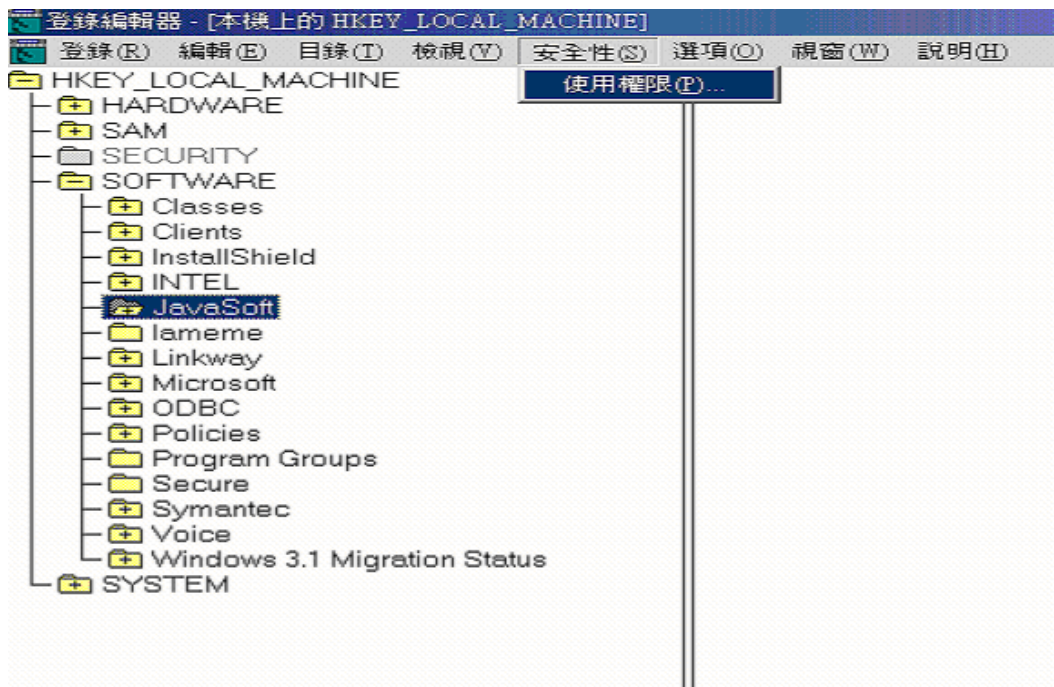 登錄編輯器 - [本機上的 HKEY_LOCAL_MACHINE]
登錄(R) 編輯(E) 目錄(T) 檢視(V) 安全性(S) 選項(O) 視窗(W) 說明(H)
使用權限(P)...
HKEY_LOCAL_MACHINE
HARDWARE
SAM
SECURITY
SOFTWARE
Classes
Clients
InstallShield
INTEL
JavaSoft
lameme
Linkway
Microsoft
ODBC
Policies
Program Groups
Secure
Symantec
Voice
Windows 3.1 Migration Status
SYSTEM